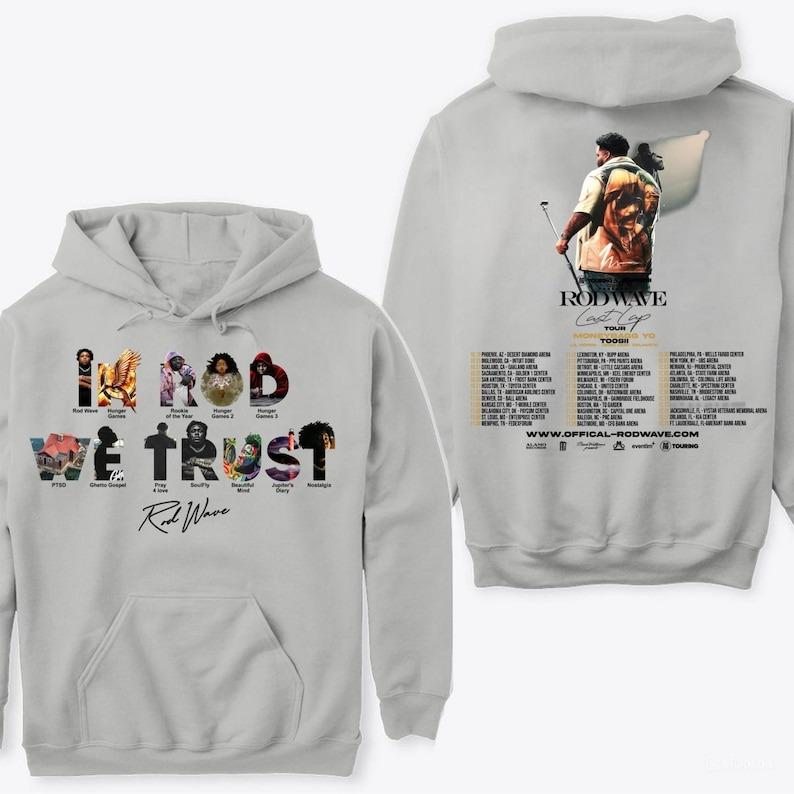 iN ROD
Rod Wave Hunger Games Rookie of the Year Hunger Games 2 Hunger Games 3
WE TRUST
PTSD Ghetto Gospel Pray 4 love SoulFly Beautiful Mind Jupiter's Diary Nostalgia
Rod Wave
ROD WAVE
Last Lap
TOUR
MONEYBAGG YO
TOOSII
PHOENIX, AZ - DESERT DIAMOND ARENA
INGLEWOOD, CA - INTUIT DOME
OAKLAND, CA - OAKLAND ARENA
SACRAMENTO, CA - GOLDEN 1 CENTER
SAN ANTONIO, TX - FROST BANK CENTER
HOUSTON, TX - TOYOTA CENTER
DALLAS, TX - AMERICAN AIRLINES CENTER
DENVER, CO - BALL ARENA
KANSAS CITY, MO - T-MOBILE CENTER
OKLAHOMA CITY, OK - PAYCOM CENTER
ST. LOUIS, MO - ENTERPRISE CENTER
MEMPHIS, TN - FEDEXFORUM
LEXINGTON, KY - RUPP ARENA
PITTSBURGH, PA - PPG PAINTS ARENA
DETROIT, MI - LITTLE CAESARS ARENA
MINNEAPOLIS, MN - XCEL ENERGY CENTER
MILWAUKEE, WI - FISERV FORUM
CHICAGO, IL - UNITED CENTER
COLUMBUS, OH - NATIONWIDE ARENA
INDIANAPOLIS, IN - GAINBRIDGE FIELDHOUSE
BOSTON, MA - TD GARDEN
WASHINGTON, DC - CAPITAL ONE ARENA
RALEIGH, NC - PNC ARENA
BALTIMORE, MD - CFG BANK ARENA
PHILADELPHIA, PA - WELLS FARGO CENTER
NEW YORK, NY - UBS ARENA
NEWARK, NJ - PRUDENTIAL CENTER
ATLANTA, GA - STATE FARM ARENA
COLUMBIA, SC - COLONIAL LIFE ARENA
CHARLOTTE, NC - SPECTRUM CENTER
NASHVILLE, TN - BRIDGESTONE ARENA
BIRMINGHAM, AL - LEGACY ARENA
JACKSONVILLE, FL - VYSTAR VETERANS MEMORIAL ARENA
ORLANDO, FL - KIA CENTER
FT. LAUDERDALE, FL - AMERANT BANK ARENA
WWW.OFFICAL-RODWAVE.COM
ALAMO RECORDS eventim TOURING